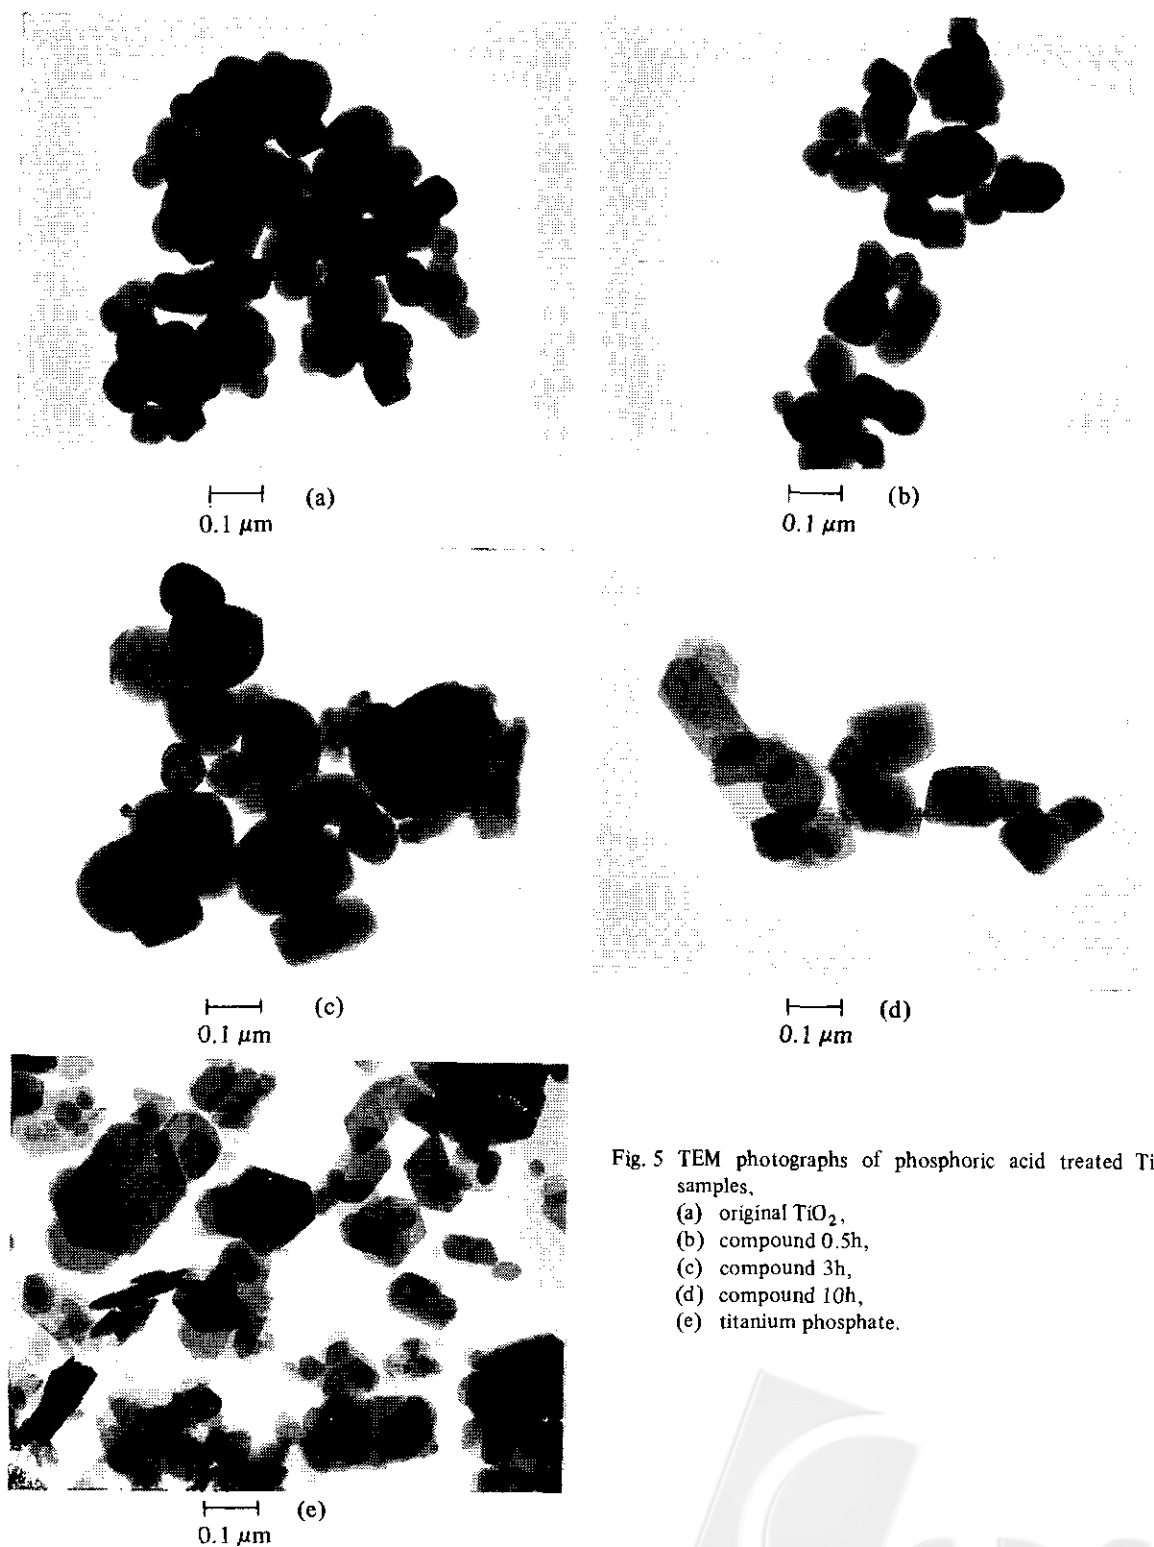 (a)
0.1 μm
(b)
0.1 μm
(c)
0.1 μm
(d)
0.1 μm
(e)
0.1 μm
Fig. 5 TEM photographs of phosphoric acid treated Ti
samples,
(a) original TiO₂,
(b) compound 0.5h,
(c) compound 3h,
(d) compound 10h,
(e) titanium phosphate.